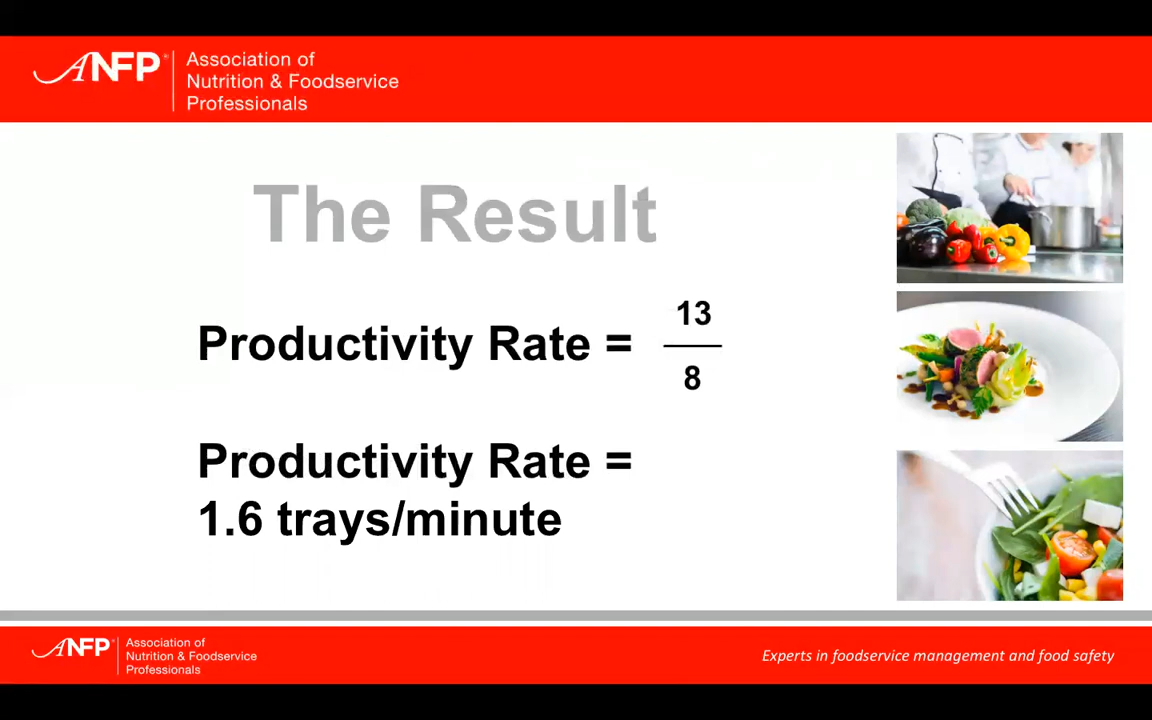 ANFP
Association of
Nutrition & Foodservice
Professionals
The Result
Productivity Rate = 13
8
Productivity Rate =
1.6 trays/minute
ANFP
Association of
Nutrition & Foodservice
Professionals
Experts in foodservice management and food safety